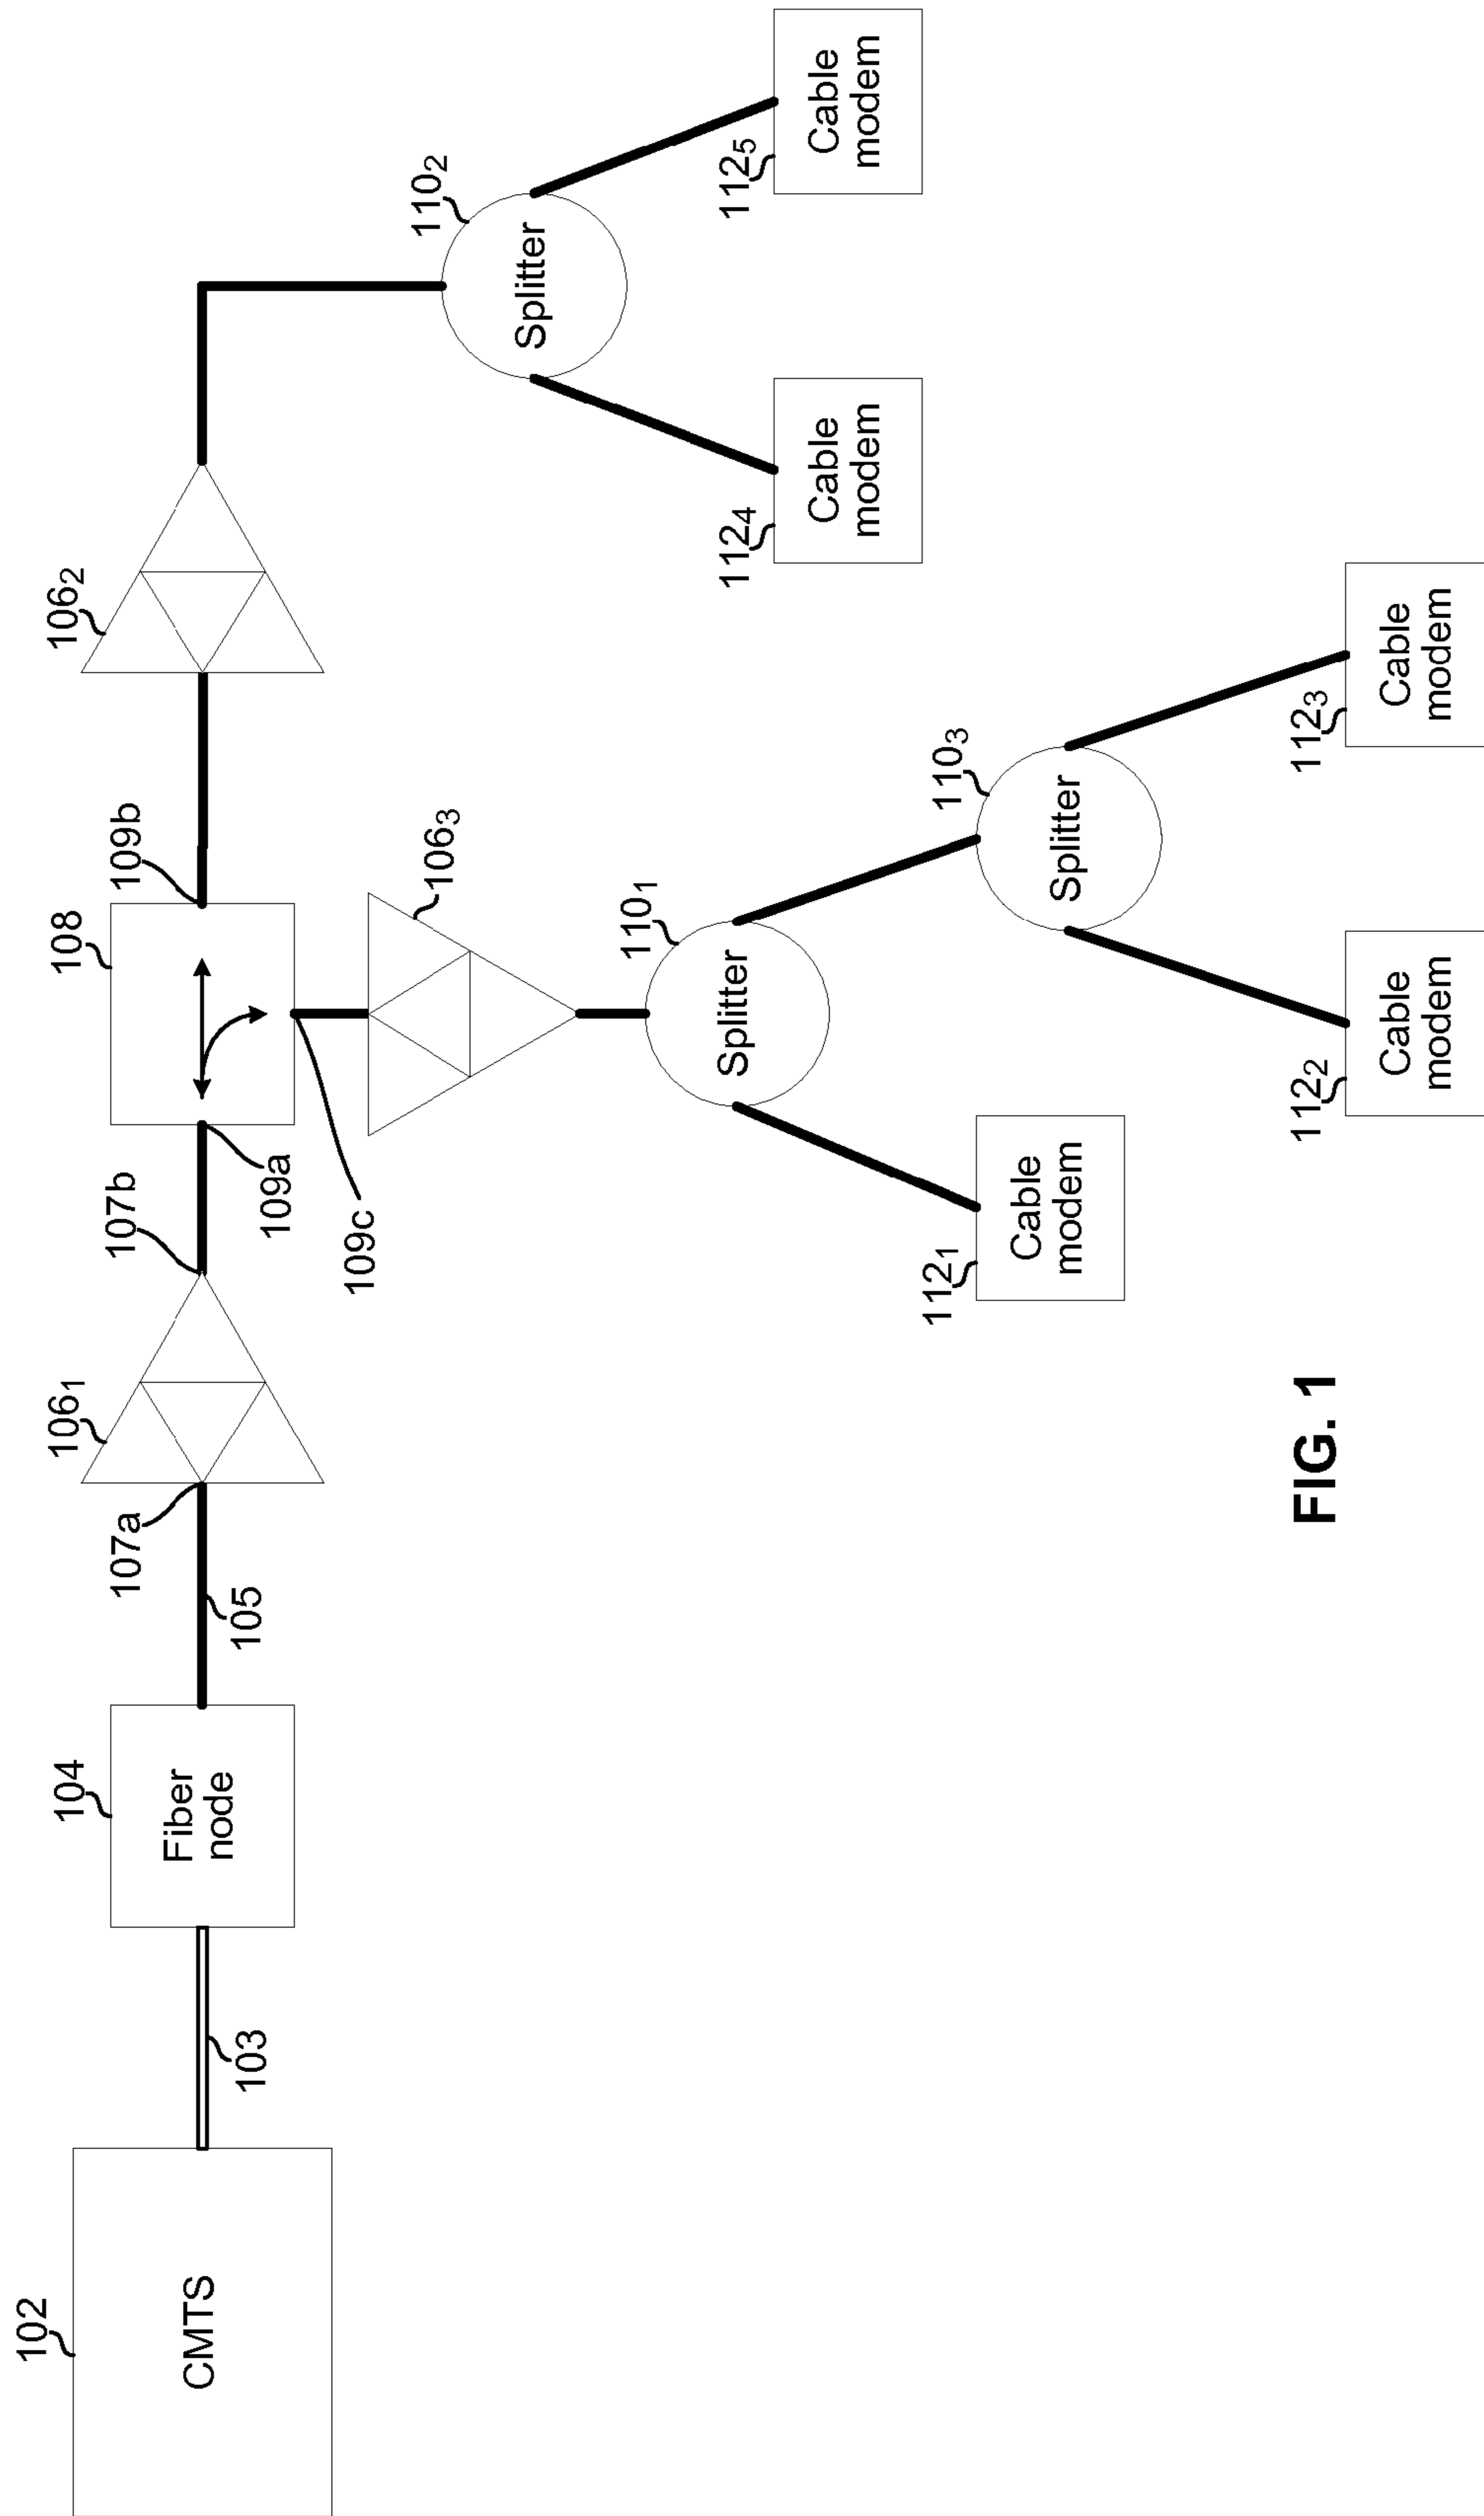 102
CMTS
103
104
Fiber
node
105
107a
106₁
107b
109a
109c
108
109b
106₃
106₂
110₁
Splitter
112₁
Cable
modem
110₃
Splitter
112₂
Cable
modem
112₃
Cable
modem
110₂
Splitter
112₄
Cable
modem
112₅
Cable
modem
FIG. 1